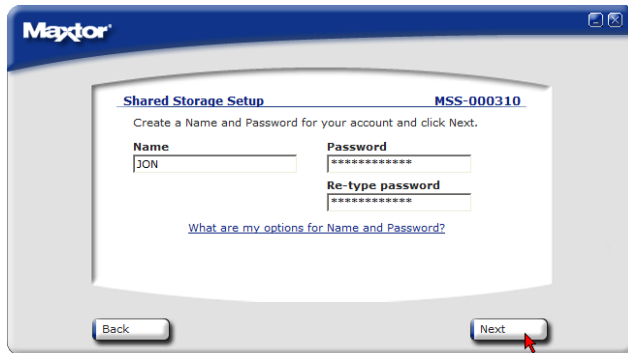 Maxtor
Shared Storage Setup MSS-000310
Create a Name and Password for your account and click Next.
Name Password
JON ************
Re-type password
************
What are my options for Name and Password?
Back Next